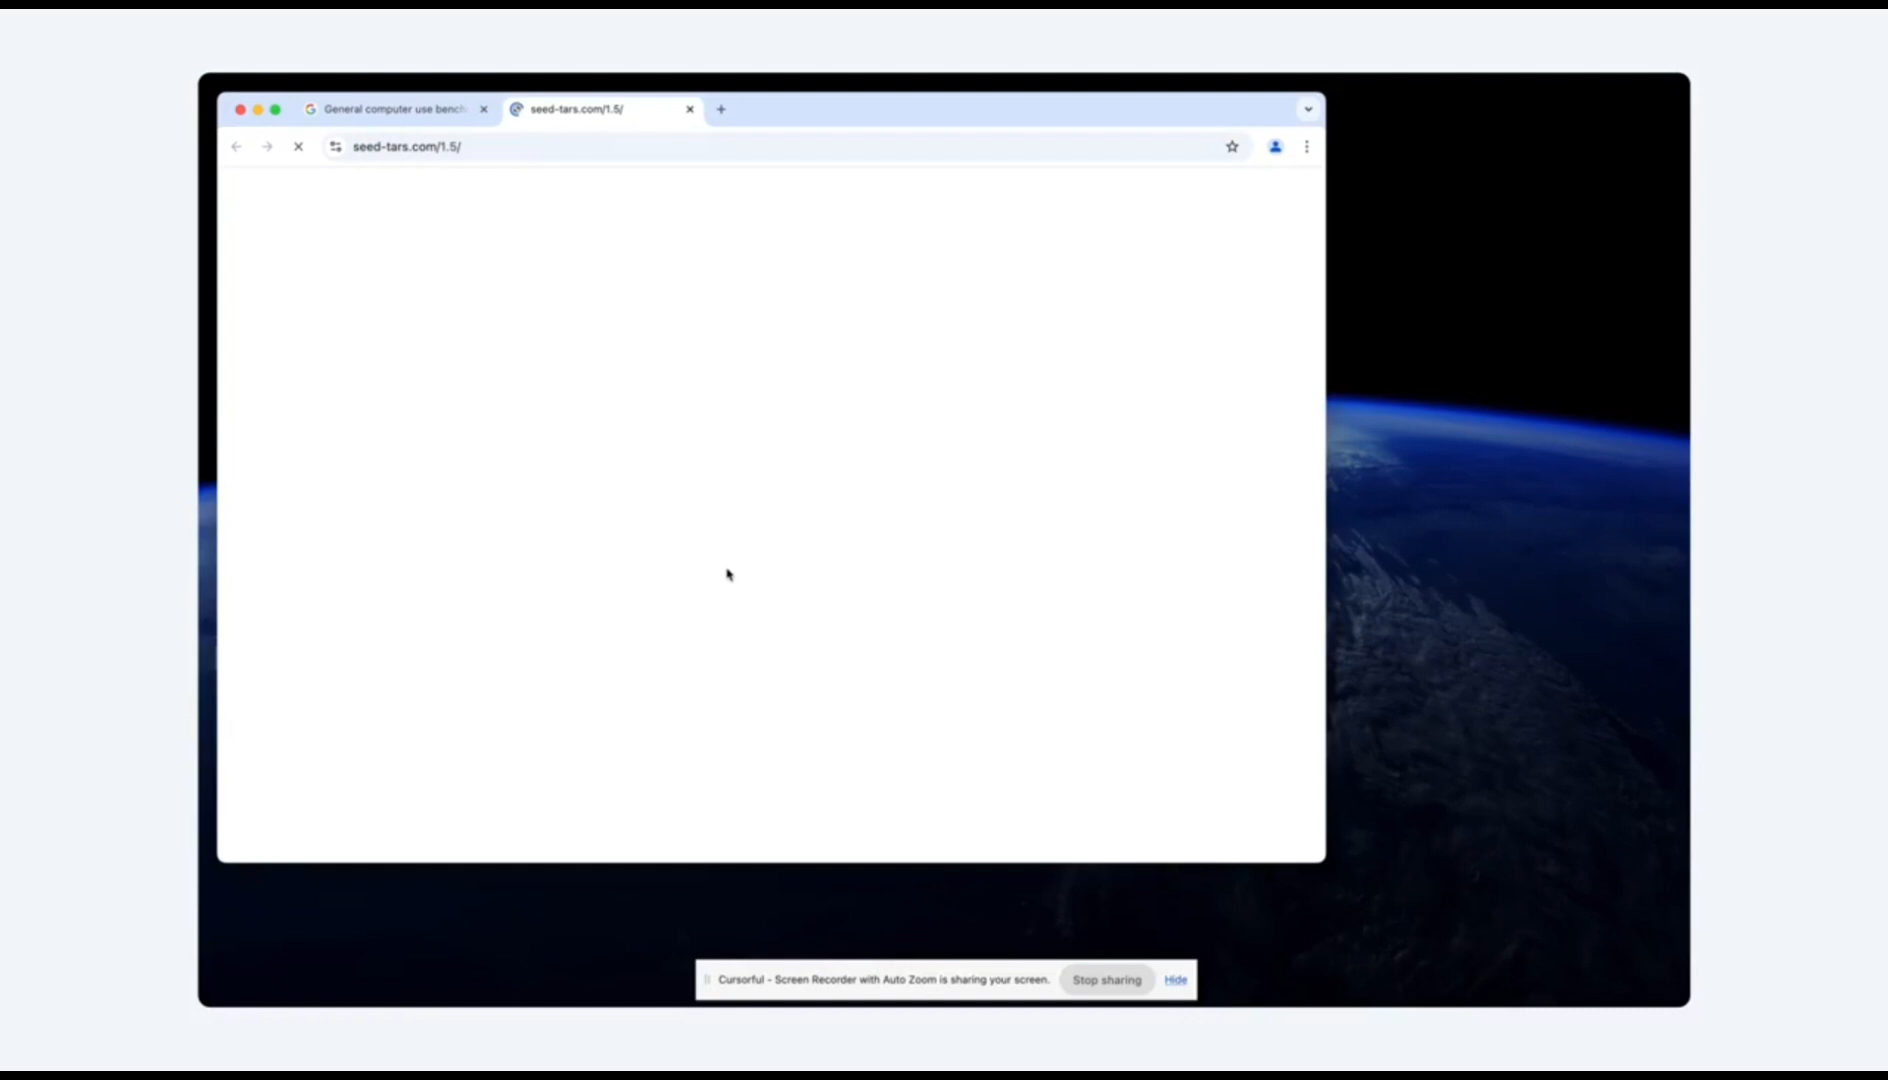 General computer use bench
seed-tars.com/1.5/
seed-tars.com/1.5/
Cursorful - Screen Recorder with Auto Zoom is sharing your screen. Stop sharing Hide